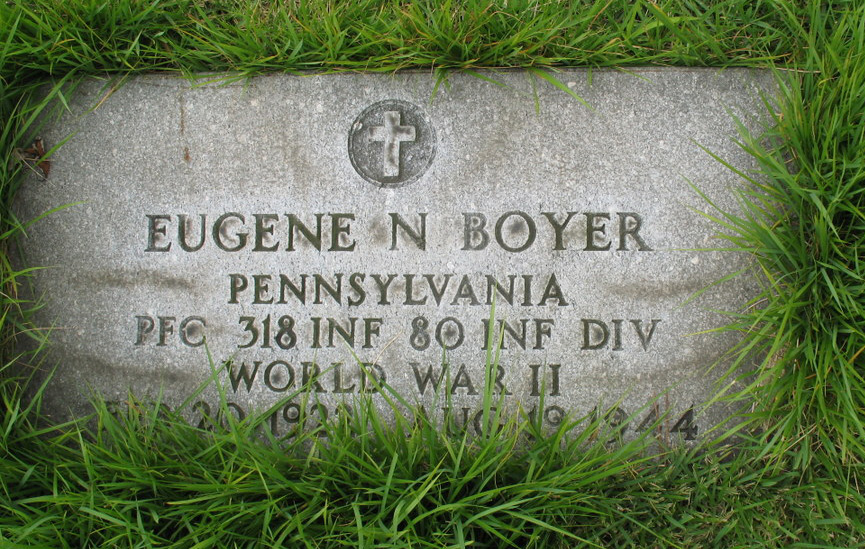 EUGENE N BOYER
PENNSYLVANIA
PFC 318 INF 80 INF DIV
WORLD WAR II
20 AUG 19 1944